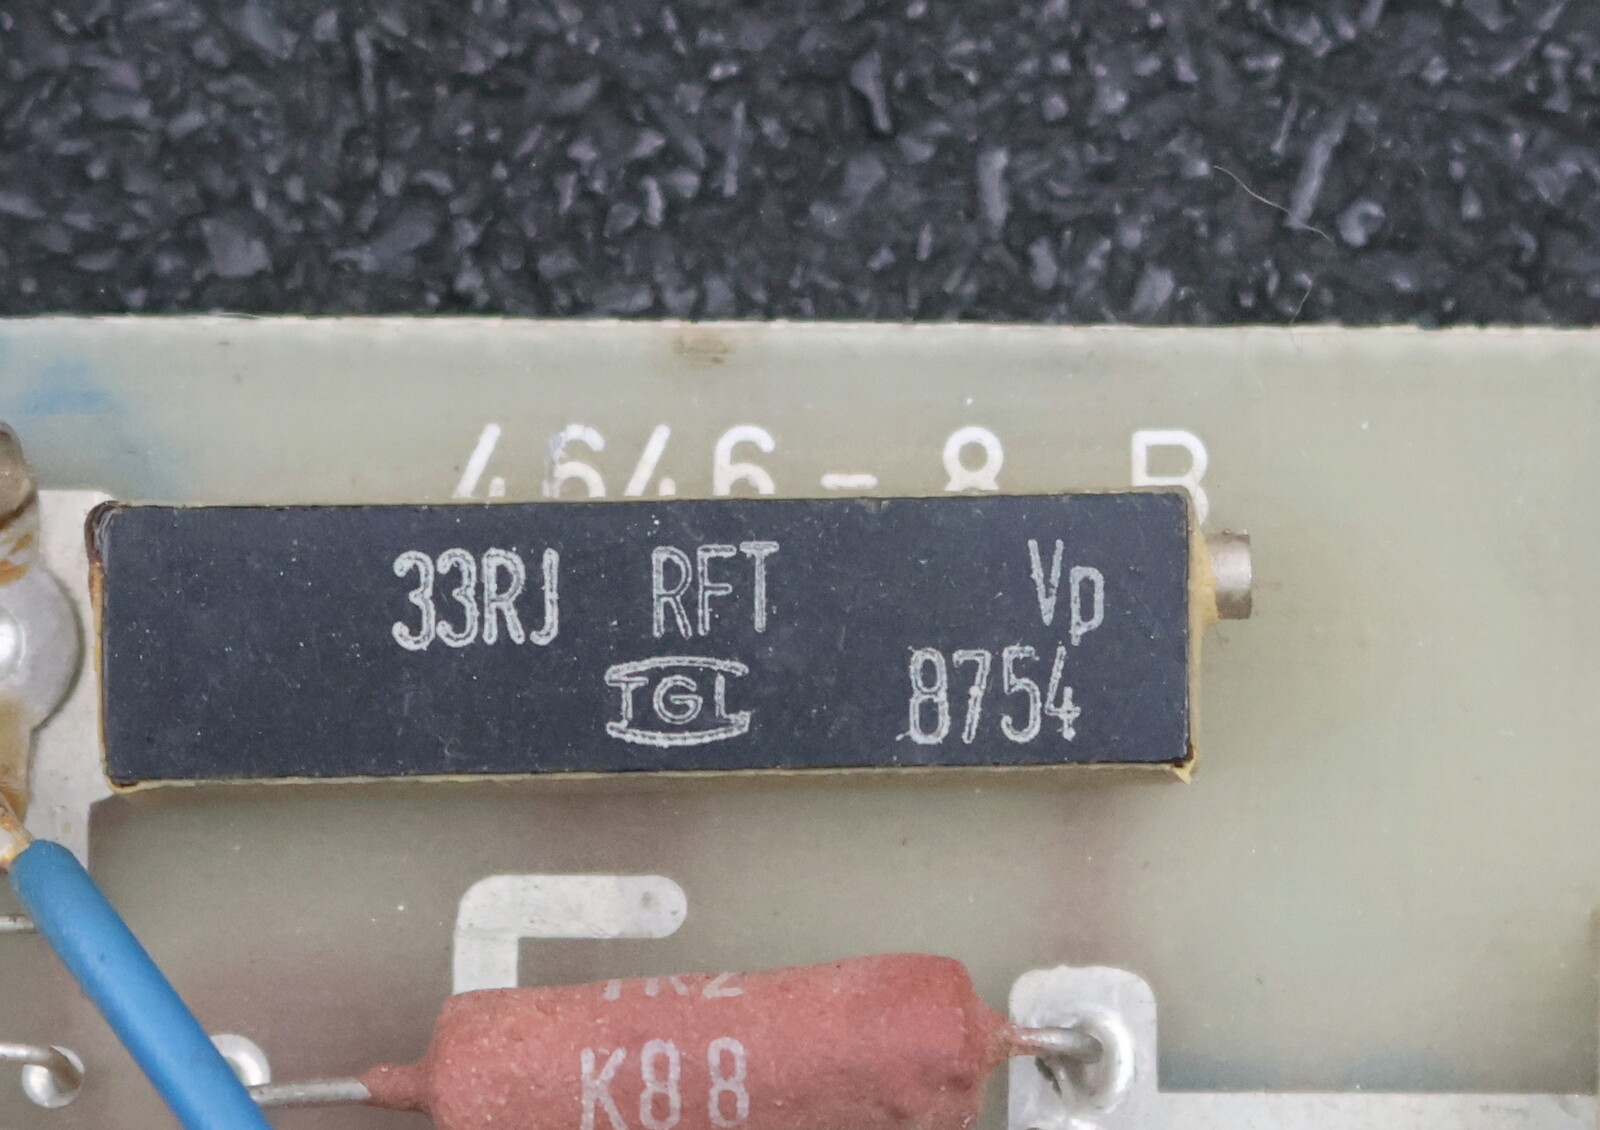 4646-8 B
33RJ RFT Vp
TGL 8754
K88